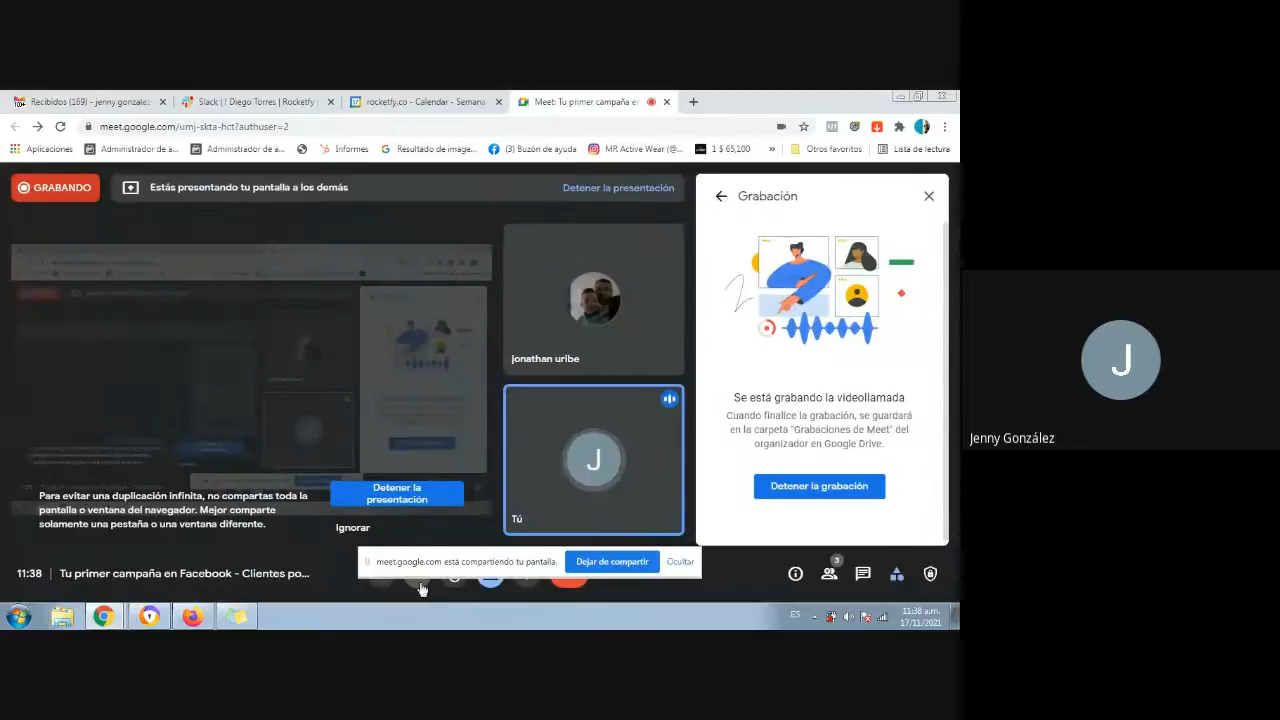 Recibidos (169) - jenny.gonzalez
Slack | ! Diego Torres | Rocketfy
rocketfy.co - Calendar - Semana
Meet: Tu primer campaña en
meet.google.com/umj-skta-hct?authuser=2
Aplicaciones
Administrador de a...
Administrador de a...
Informes
Resultado de image...
(3) Buzón de ayuda
MR Active Wear (@...
1 $ 65,100
»
Otros favoritos
Lista de lectura
GRABANDO
Estás presentando tu pantalla a los demás
Detener la presentación
Grabación
jonathan uribe
J
Tú
Se está grabando la videollamada
Cuando finalice la grabación, se guardará
en la carpeta "Grabaciones de Meet" del
organizador en Google Drive.
Detener la grabación
Para evitar una duplicación infinita, no compartas toda la
pantalla o ventana del navegador. Mejor comparte
solamente una pestaña o una ventana diferente.
Detener la
presentación
Ignorar
meet.google.com está compartiendo tu pantalla.
Dejar de compartir
Ocultar
11:38 | Tu primer campaña en Facebook - Clientes po...
3
ES
11:38 a.m.
17/11/2021
J
Jenny González